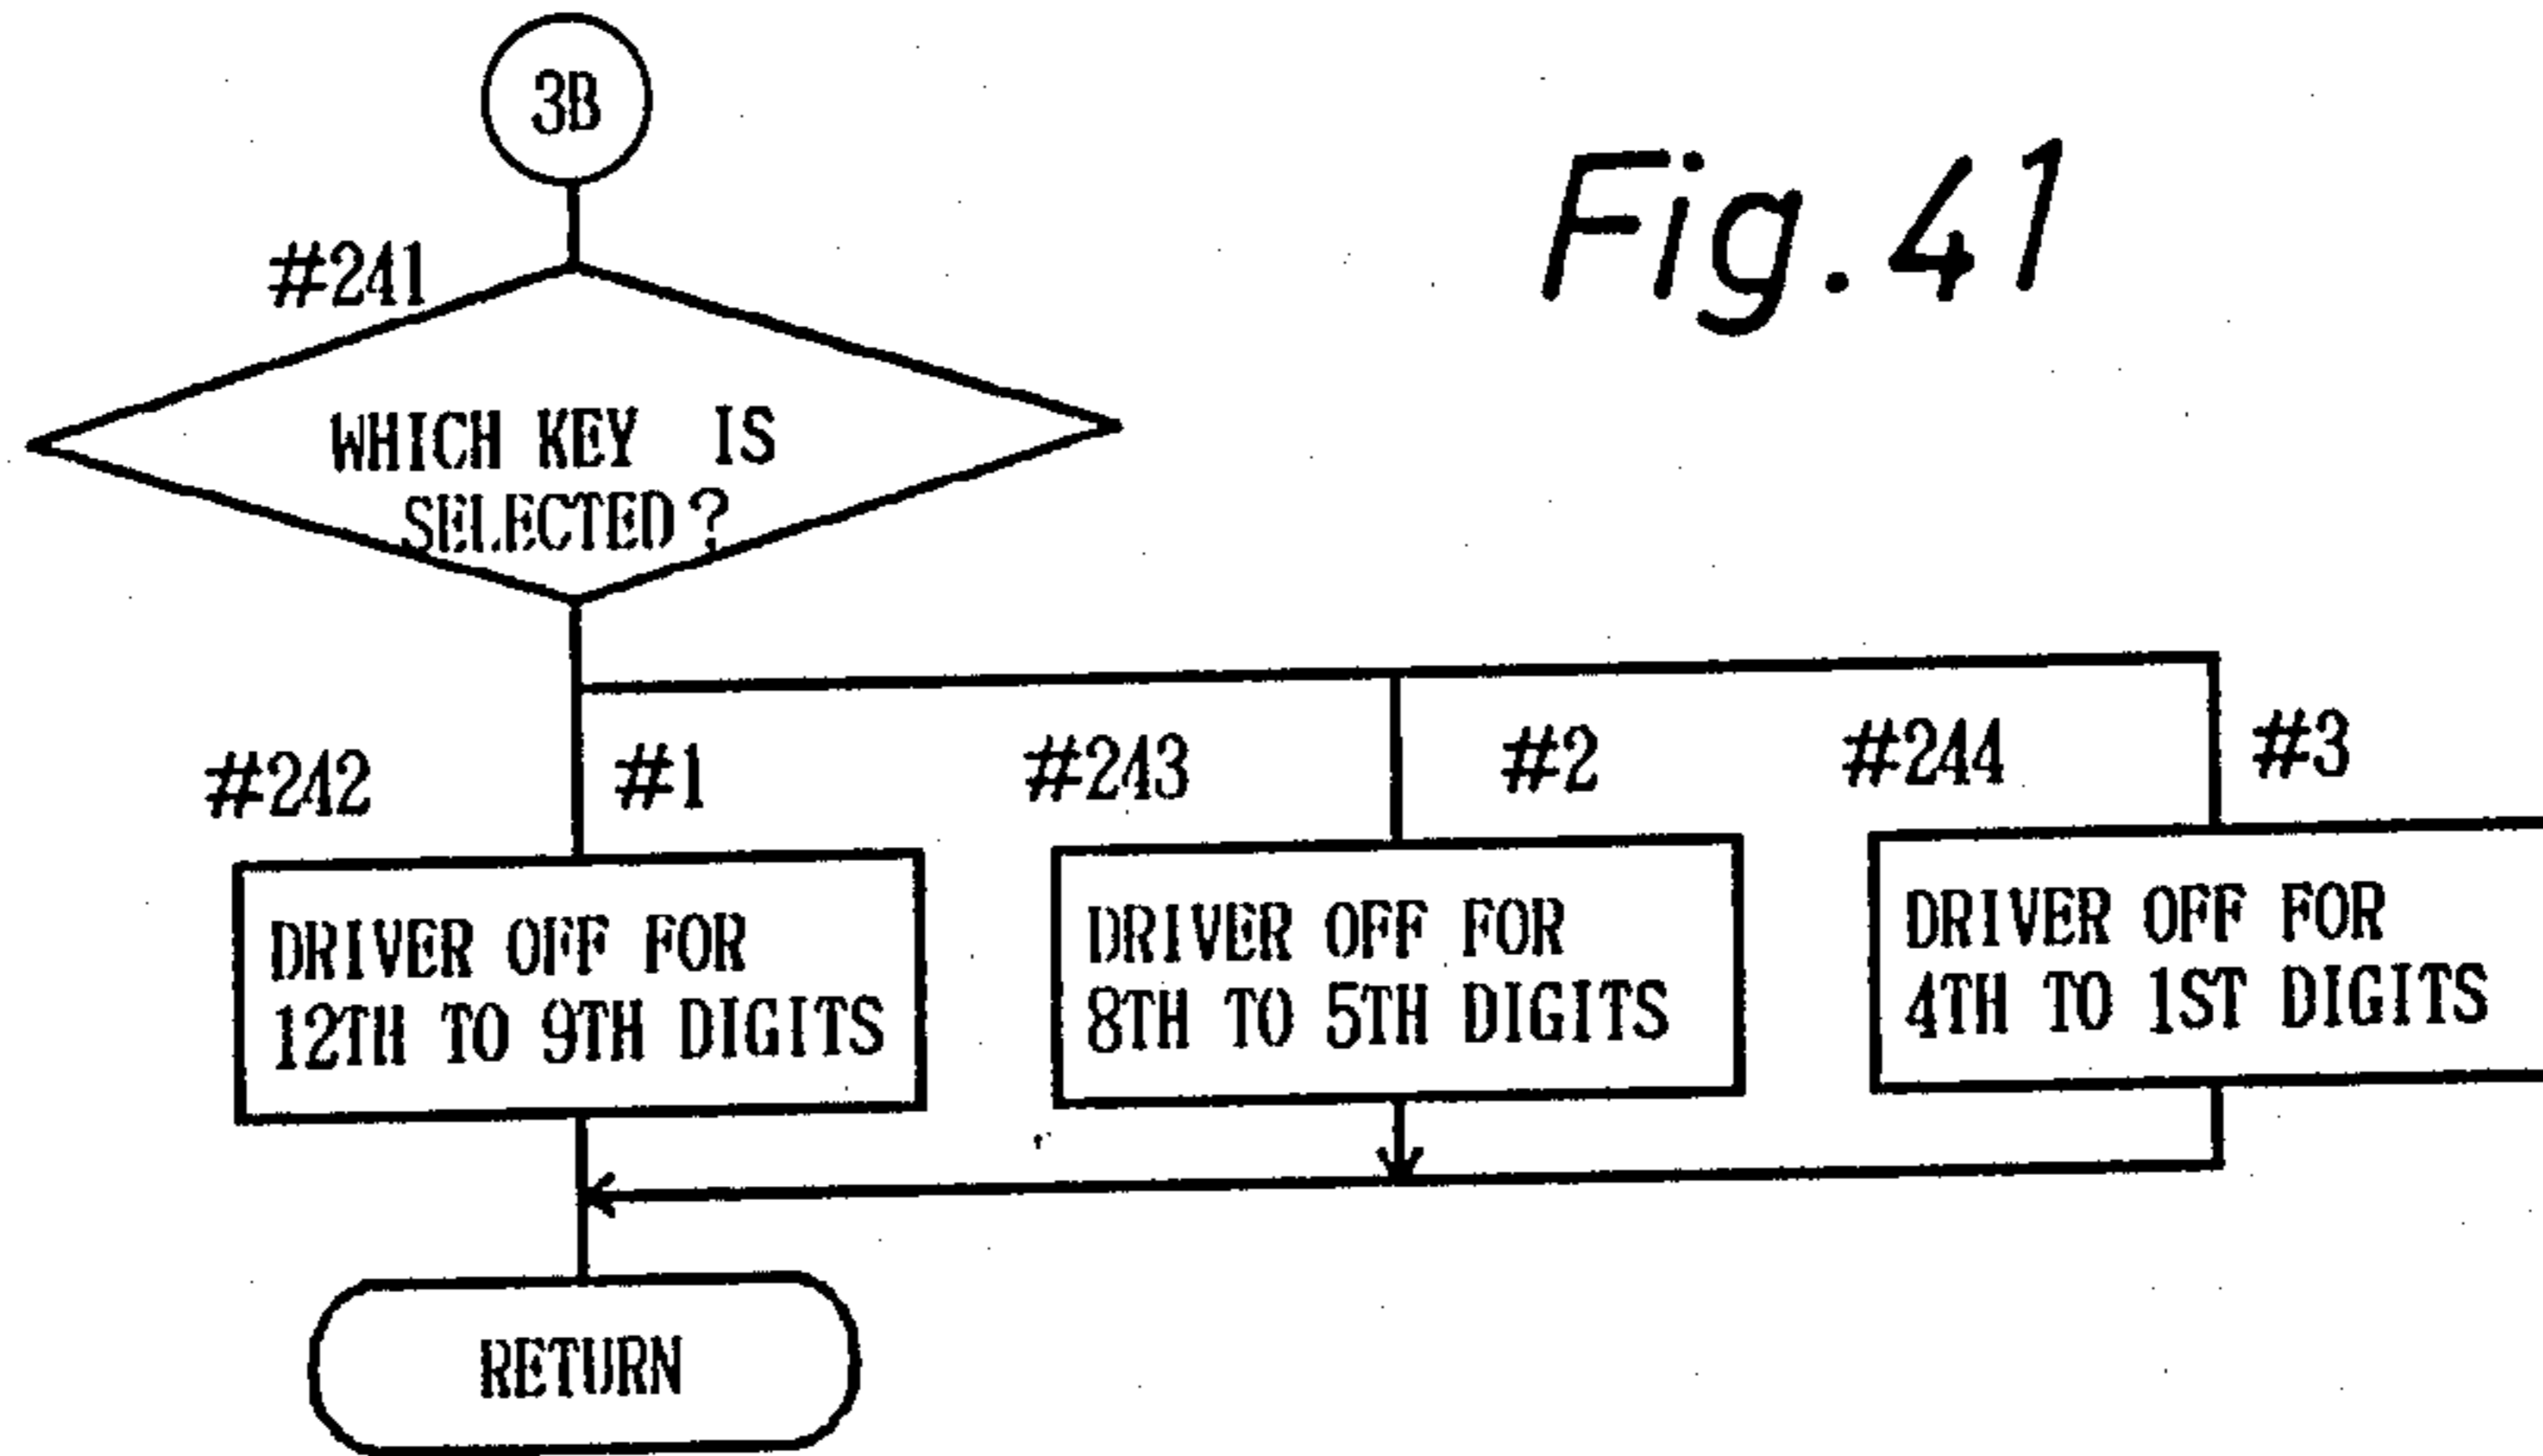 3B
Fig. 41
#241
WHICH KEY IS
SELECTED?
#242
#1
#243
#2
#244
#3
DRIVER OFF FOR
12TH TO 9TH DIGITS
DRIVER OFF FOR
8TH TO 5TH DIGITS
DRIVER OFF FOR
4TH TO 1ST DIGITS
RETURN